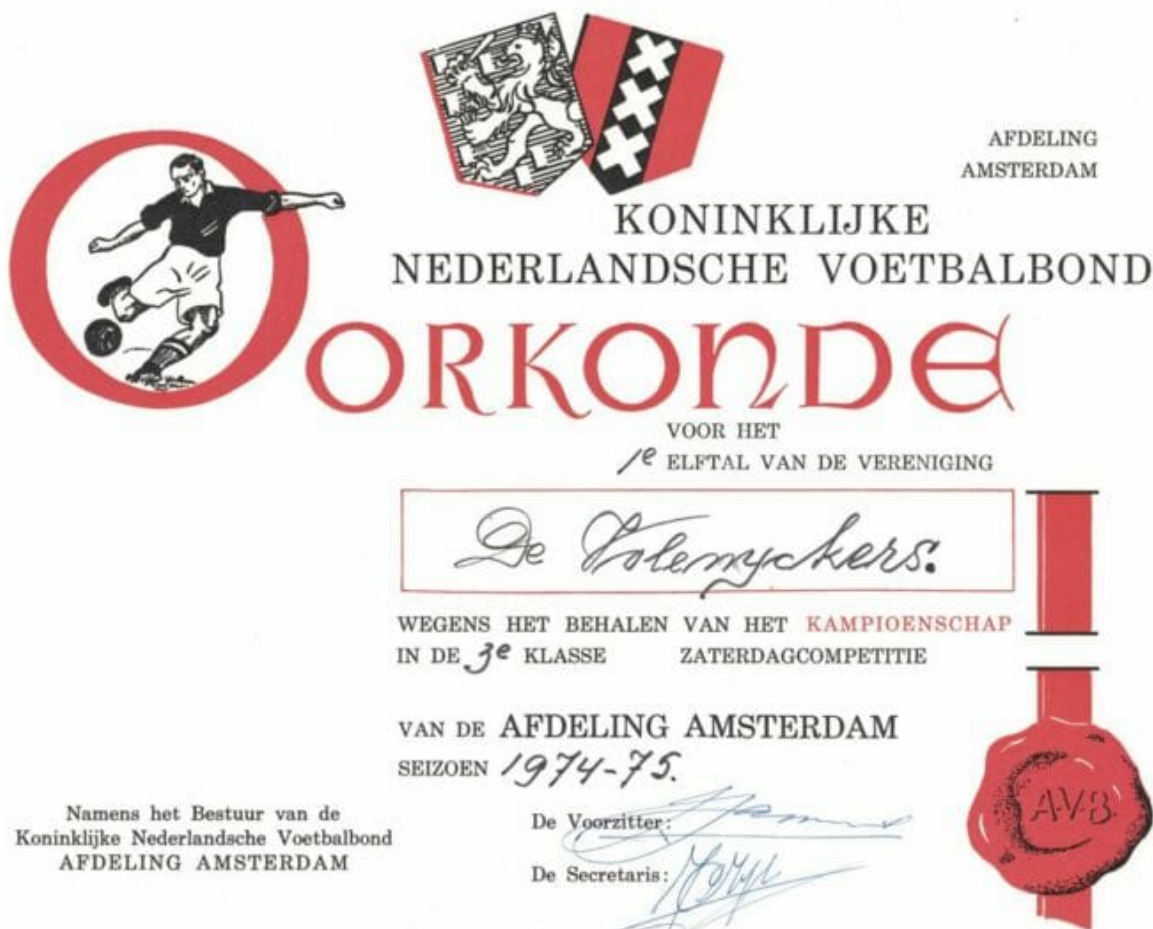 AFDELING
AMSTERDAM
KONINKLIJKE
NEDERLANDSCHE VOETBALBOND
OORKONDE
VOOR HET
1e ELFTAL VAN DE VERENIGING
De Volewyckers.
WEGENS HET BEHALEN VAN HET KAMPIOENSCHAP
IN DE 3e KLASSE ZATERDAGCOMPETITIE
VAN DE AFDELING AMSTERDAM
SEIZOEN 1974-75.
Namens het Bestuur van de
Koninklijke Nederlandsche Voetbalbond
AFDELING AMSTERDAM
De Voorzitter:
De Secretaris:
A.V.B.